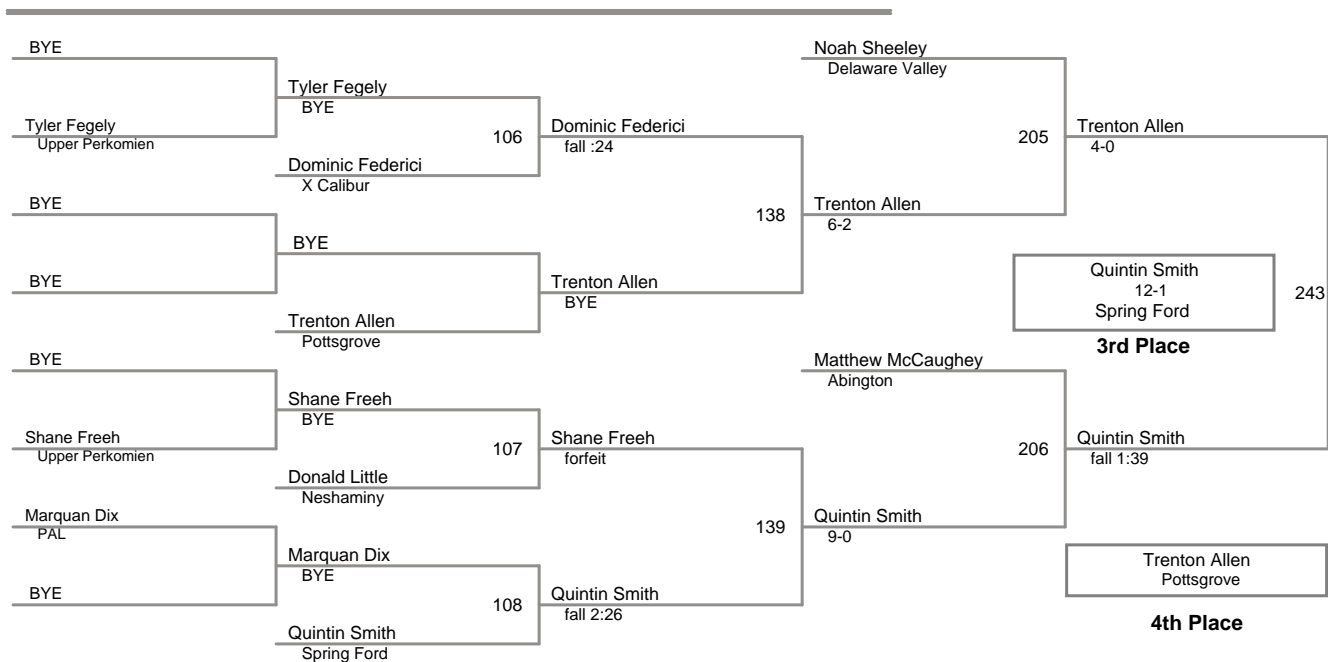 BYE
Noah Sheeley
Delaware Valley
Tyler Fegely
BYE
Tyler Fegely
Upper Perkomien
106
Dominic Federici
fall :24
205
Trenton Allen
4-0
Dominic Federici
X Calibur
BYE
138
Trenton Allen
6-2
BYE
BYE
Trenton Allen
BYE
Quintin Smith
12-1
Spring Ford
243
Trenton Allen
Pottsgrove
3rd Place
BYE
Matthew McCaughey
Abington
Shane Freeh
BYE
Shane Freeh
Upper Perkomien
107
Shane Freeh
forfeit
206
Quintin Smith
fall 1:39
Donald Little
Neshaminy
Marquan Dix
PAL
139
Quintin Smith
9-0
Marquan Dix
BYE
Trenton Allen
Pottsgrove
BYE
108
Quintin Smith
fall 2:26
4th Place
Quintin Smith
Spring Ford